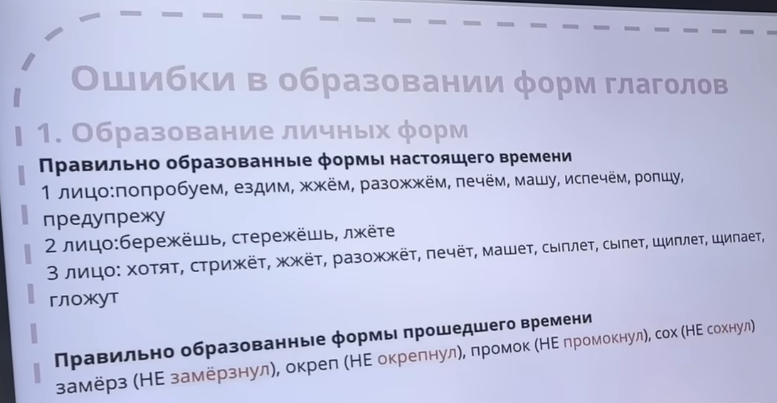 Ошибки в образовании форм глаголов
1. Образование личных форм
Правильно образованные формы настоящего времени
1 лицо:попробуем, ездим, жжём, разожжём, печём, машу, испечём, ропщу,
предупрежу
2 лицо:бережёшь, стережёшь, лжёте
3 лицо: хотят, стрижёт, жжёт, разожжёт, печёт, машет, сыплет, сыпет, щиплет, щипает,
гложут
Правильно образованные формы прошедшего времени
замёрз (НЕ замёрзнул), окреп (НЕ окрепнул), промок (НЕ промокнул), сох (НЕ сохнул)